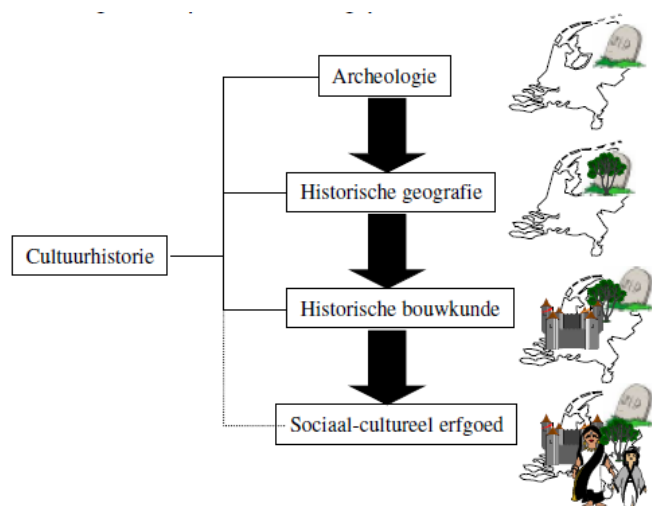 Archeologie
Historische geografie
Cultuurhistorie
Historische bouwkunde
Sociaal-cultureel erfgoed